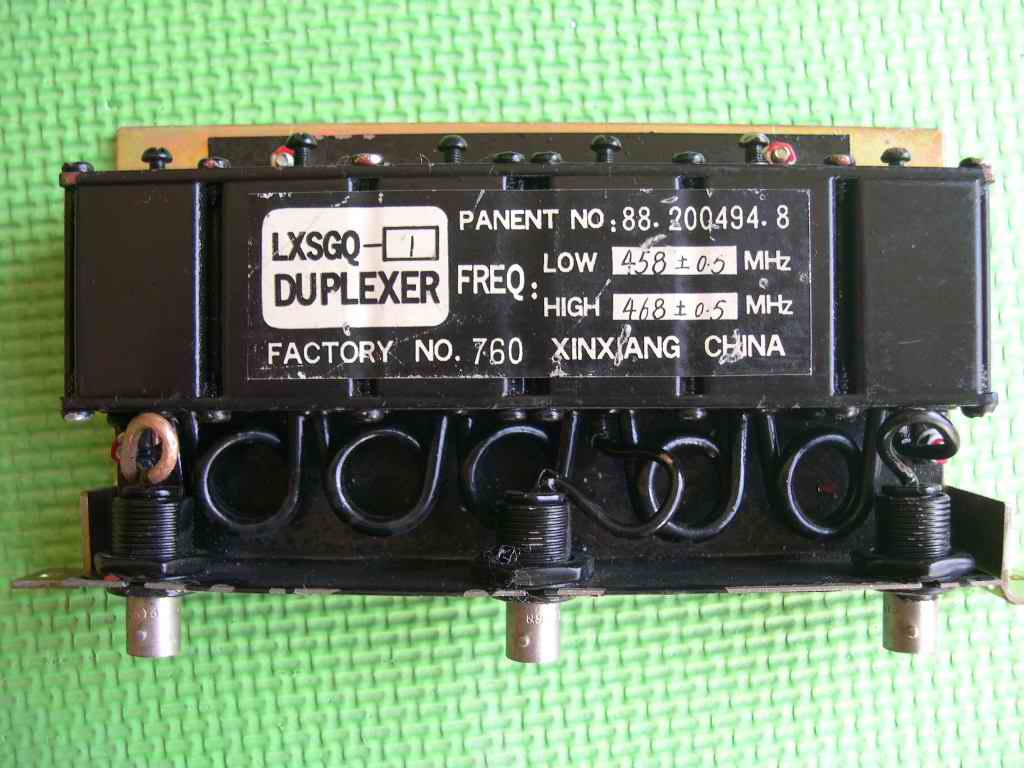 LXSGQ-1
DUPLEXER
PANENT NO:88.200494.8
FREQ:
LOW 458±0.5 MHz
HIGH 468±0.5 MHz
FACTORY NO.760 XINXIANG CHINA